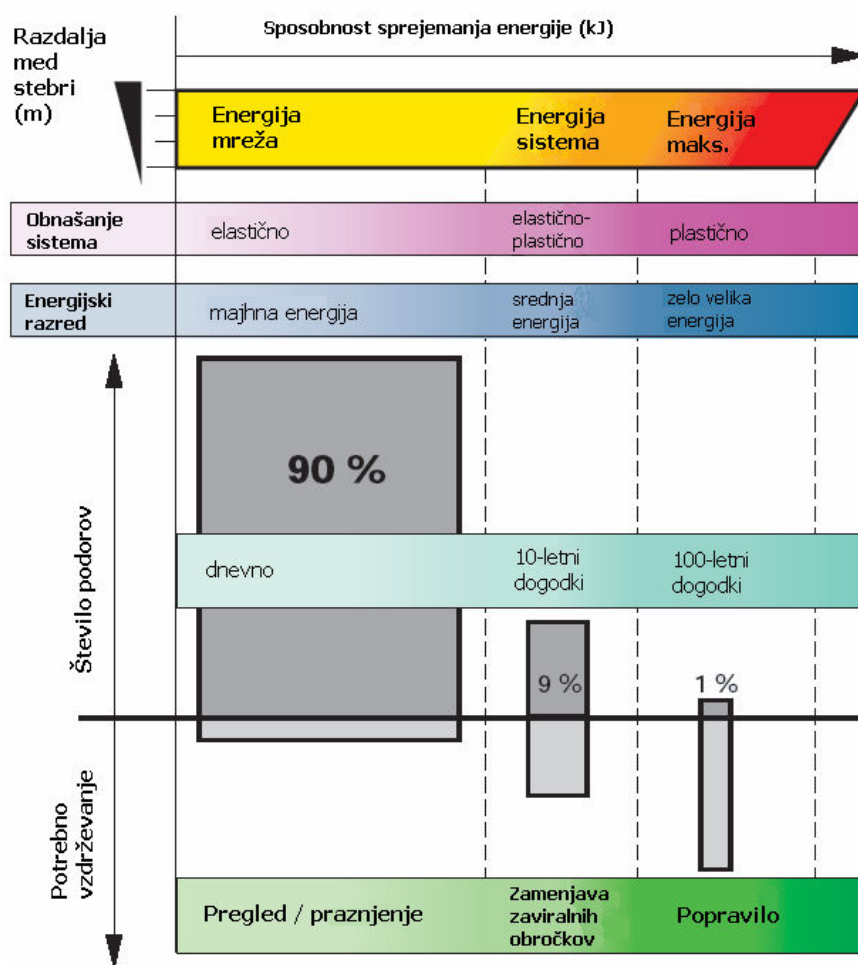 Sposobnost sprejemanja energije (kJ)
Razdalja
med
stebri
(m)
Energija
mreža
Energija
sistema
Energija
maks.
Obnašanje
sistema
elastično
elastično-
plastično
plastično
Energijski
razred
majhna energija
srednja
energija
zelo velika
energija
Število podorov
90 %
dnevno
10-letni
dogodki
100-letni
dogodki
9 %
1 %
Potrebno
vzdrževanje
Pregled / praznjenje
Zamenjava
zaviralnih
obročkov
Popravilo